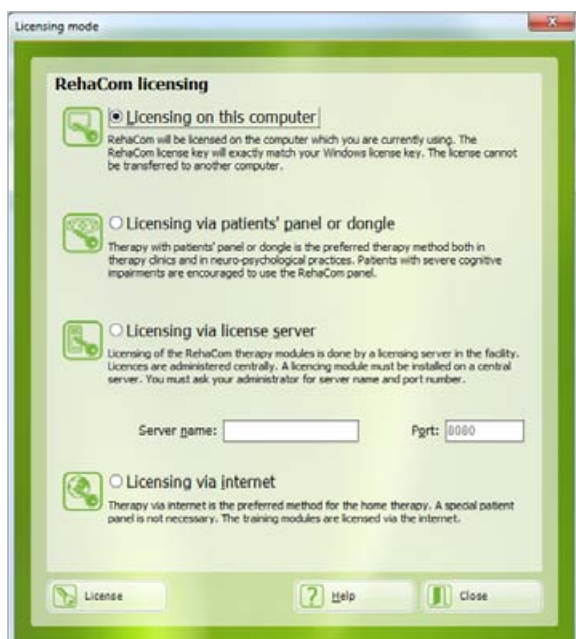 Licensing mode
RehaCom licensing
Licensing on this computer
RehaCom will be licensed on the computer which you are currently using. The
RehaCom license key will exactly match your Windows license key. The license cannot
be transferred to another computer.
Licensing via patients' panel or dongle
Therapy with patients' panel or dongle is the preferred therapy method both in
therapy clinics and in neuro-psychological practices. Patients with severe cognitive
impairments are encouraged to use the RehaCom panel.
Licensing via license server
Licensing of the RehaCom therapy modules is done by a licensing server in the facility.
Licences are administered centrally. A licencing module must be installed on a central
server. You must ask your administrator for server name and port number.
Server name: Port: 8080
Licensing via internet
Therapy via internet is the preferred method for the home therapy. A special patient
panel is not necessary. The training modules are licensed via the internet.
License Help Close